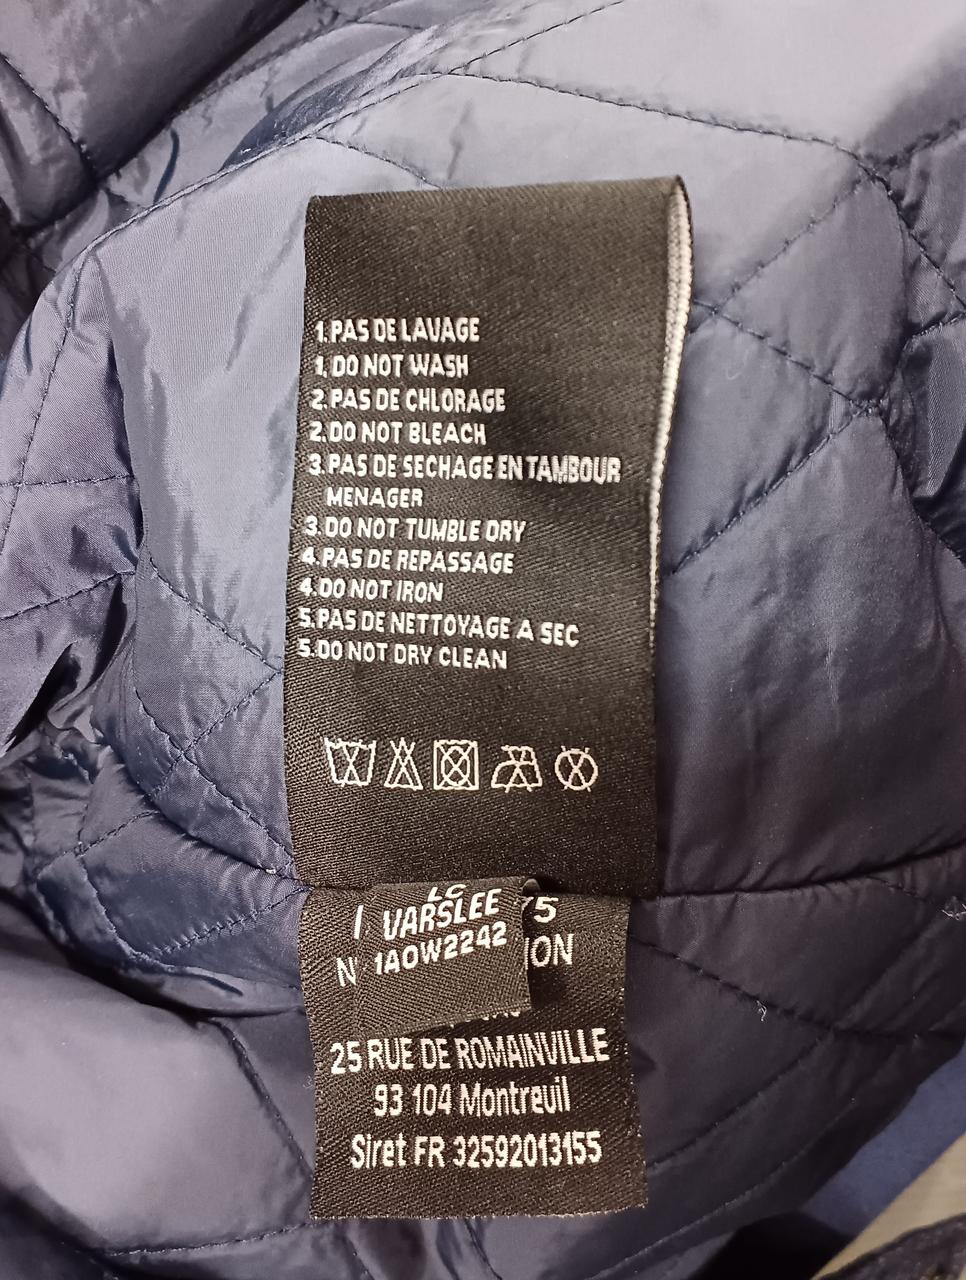 1.PAS DE LAVAGE
1.DO NOT WASH
2.PAS DE CHLORAGE
2.DO NOT BLEACH
3.PAS DE SECHAGE EN TAMBOUR
MENAGER
3.DO NOT TUMBLE DRY
4.PAS DE REPASSAGE
4.DO NOT IRON
5.PAS DE NETTOYAGE A SEC
5.DO NOT DRY CLEAN
LC
VARSLEE
1AOW2242
25 RUE DE ROMAINVILLE
93 104 Montreuil
Siret FR 32592013155